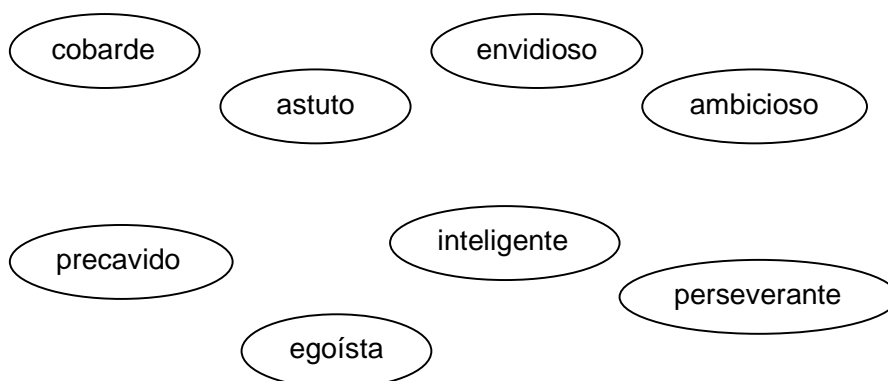 cobarde
envidioso
astuto
ambicioso
precavido
inteligente
perseverante
egoísta